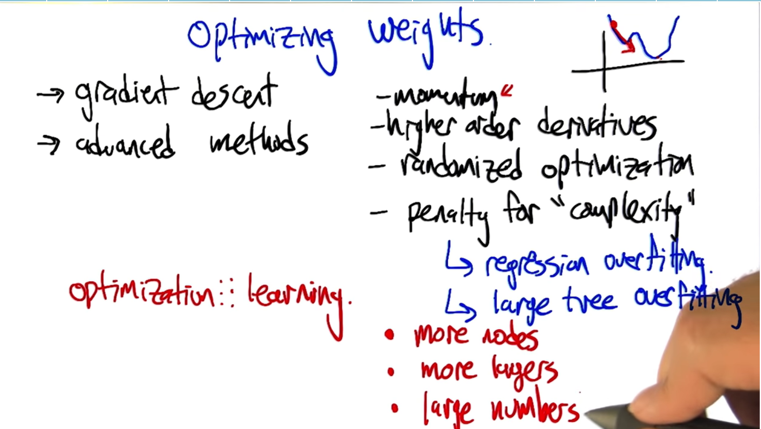 Optimizing weights.
→ gradient descent
→ advanced methods
- momentum
- higher order derivatives
- randomized optimization
- penalty for "complexity"
↳ regression overfitting.
↳ large tree overfitting
optimization ⋮⋮ learning.
• more nodes
• more layers
• large numbers